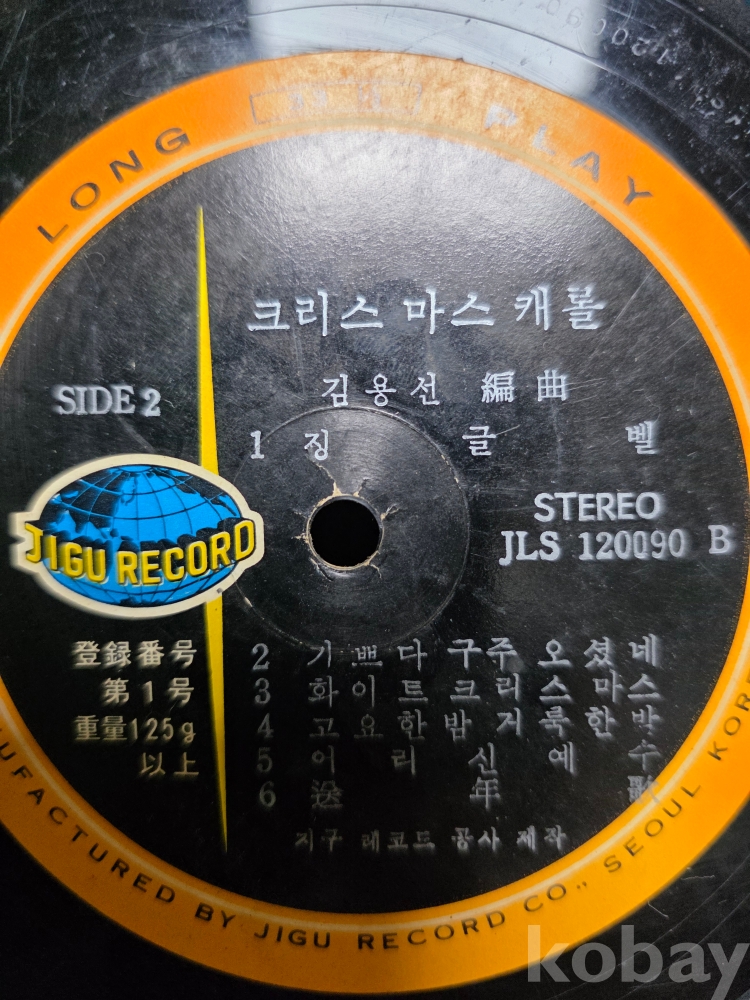 LONG PLAY
크리스 마스 캐롤
김용선 編曲
SIDE 2
1 징글벨
STEREO
JLS 120090 B
JIGU RECORD
登録番号
第1号
重量125g
以上
2 기쁘다 구주 오셨네
3 화이트 크리스마스
4 고요한밤 거룩한밤
5 어리신예수
6 送年歌
지구 레코드 공사 제작
UFACTURED BY JIGU RECORD CO., SEOUL KORE
kobay